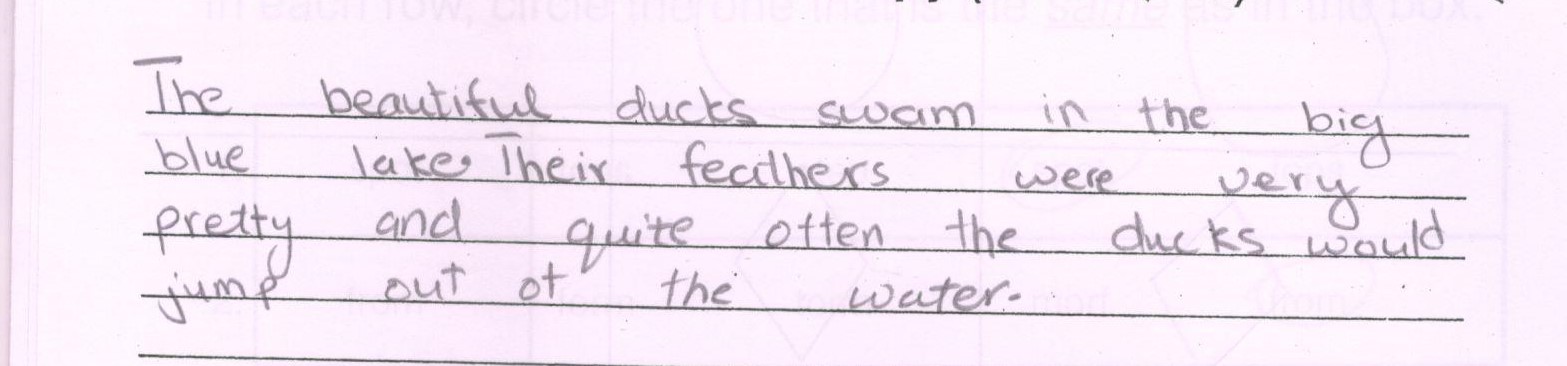 in each row, circle the one that is the same as in the box.
The beautiful ducks swam in the big
blue lake. Their feathers were very
pretty and quite often the ducks would
jump out of the water.